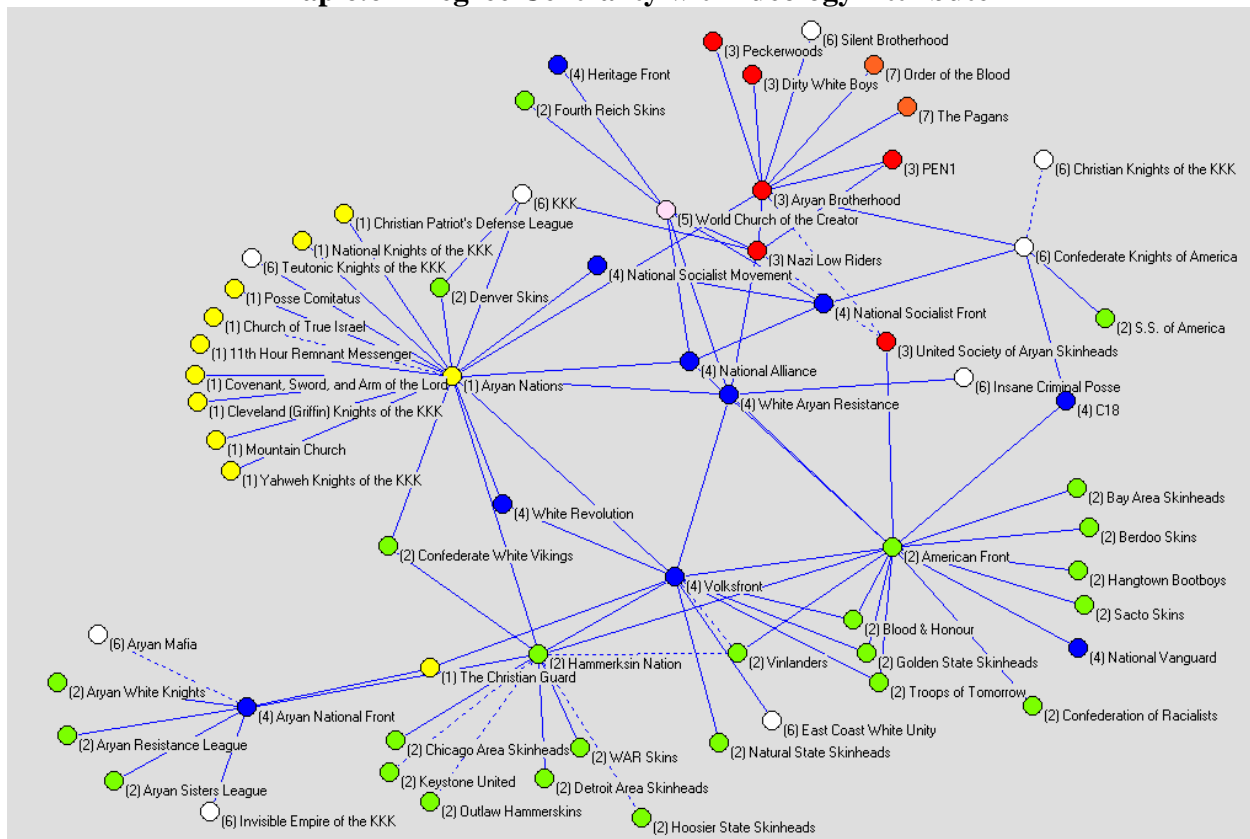 (6) Silent Brotherhood
(3) Peckerwoods
(4) Heritage Front
(7) Order of the Blood
(3) Dirty White Boys
(2) Fourth Reich Skins
(7) The Pagans
(3) PEN1
(6) Christian Knights of the KKK
(3) Aryan Brotherhood
(6) KKK
(5) World Church of the Creator
(1) Christian Patriot's Defense League
(1) National Knights of the KKK
(3) Nazi Low Riders
(6) Confederate Knights of America
(6) Teutonic Knights of the KKK
(4) National Socialist Movement
(1) Posse Comitatus
(2) Denver Skins
(4) National Socialist Front
(1) Church of True Israel
(2) S.S. of America
(1) 11th Hour Remnant Messenger
(3) United Society of Aryan Skinheads
(4) National Alliance
(1) Covenant, Sword, and Arm of the Lord
(1) Aryan Nations
(6) Insane Criminal Posse
(4) White Aryan Resistance
(1) Cleveland (Griffin) Knights of the KKK
(4) C18
(1) Mountain Church
(1) Yahweh Knights of the KKK
(2) Bay Area Skinheads
(4) White Revolution
(2) Berdoo Skins
(2) Confederate White Vikings
(2) American Front
(2) Hangtown Bootboys
(4) Volksfront
(2) Sacto Skins
(2) Blood & Honour
(6) Aryan Mafia
(4) National Vanguard
(2) Hammerksin Nation
(2) Vinlanders
(2) Golden State Skinheads
(1) The Christian Guard
(2) Aryan White Knights
(2) Troops of Tomorrow
(4) Aryan National Front
(2) Confederation of Racialists
(6) East Coast White Unity
(2) Aryan Resistance League
(2) Chicago Area Skinheads
(2) WAR Skins
(2) Natural State Skinheads
(2) Keystone United
(2) Detroit Area Skinheads
(2) Aryan Sisters League
(2) Outlaw Hammerskins
(6) Invisible Empire of the KKK
(2) Hoosier State Skinheads